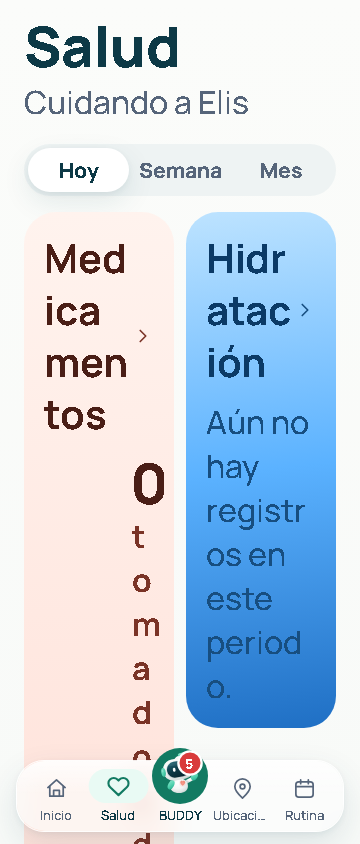 Salud
Cuidando a Elis
Hoy
Semana
Mes
Med
ica
men
tos
0
t
o
m
a
d
o
d
Hidr
atac
ión
Aún no
hay
registr
os en
este
period
o.
5
Inicio
Salud
BUDDY
Ubicaci...
Rutina